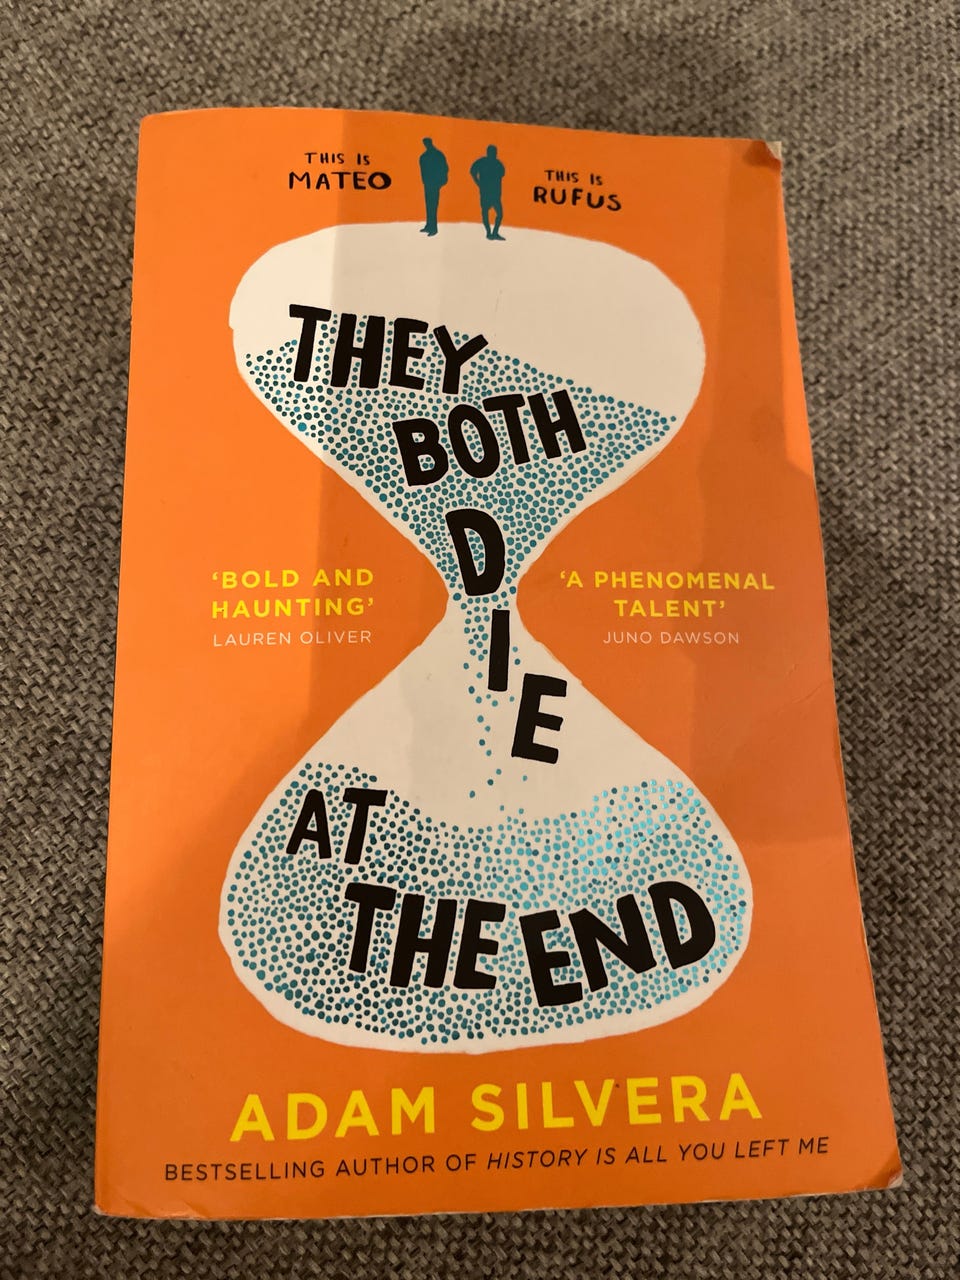 THIS IS
MATEO
THIS IS
RUFUS
THEY
BOTH
DIE
AT
THE END
‘BOLD AND
HAUNTING’
LAUREN OLIVER
‘A PHENOMENAL
TALENT’
JUNO DAWSON
ADAM SILVERA
BESTSELLING AUTHOR OF HISTORY IS ALL YOU LEFT ME